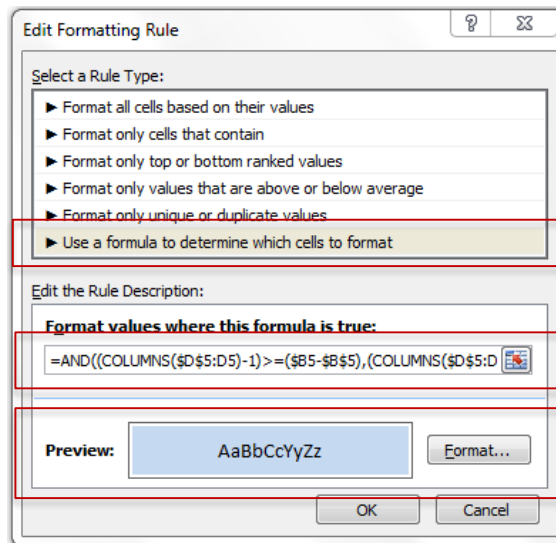 Edit Formatting Rule
Select a Rule Type:
► Format all cells based on their values
► Format only cells that contain
► Format only top or bottom ranked values
► Format only values that are above or below average
► Format only unique or duplicate values
► Use a formula to determine which cells to format
Edit the Rule Description:
Format values where this formula is true:
=AND((COLUMNS($D$5:D5)-1)>=($B5-$B$5),(COLUMNS($D$5:D
Preview:
AaBbCcYyZz
Format...
OK
Cancel